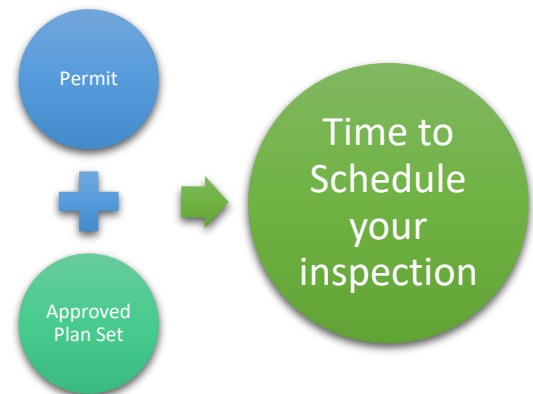 Permit
Approved
Plan Set
Time to
Schedule
your
inspection